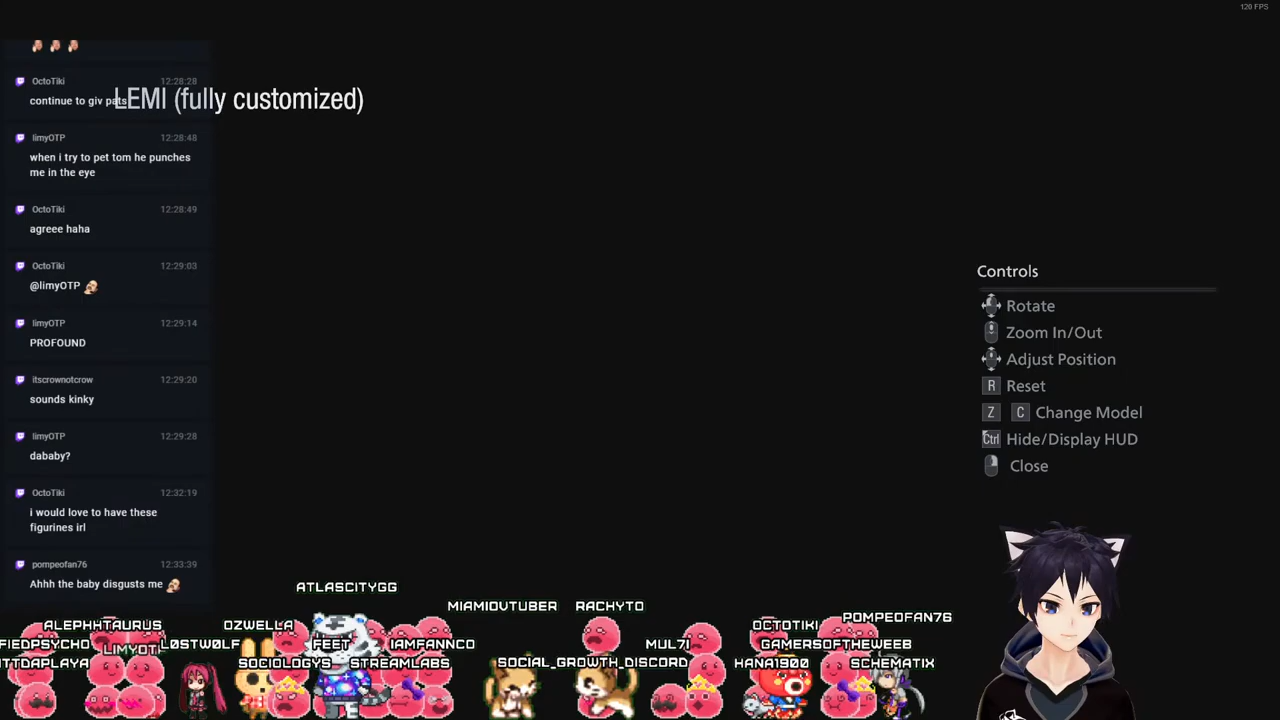 120 FPS
OctoTiki 12:28:28
continue to giv pats
LEMI (fully customized)
limyOTP 12:28:48
when i try to pet tom he punches
me in the eye
OctoTiki 12:28:49
agreee haha
OctoTiki 12:29:03
@limyOTP
limyOTP 12:29:14
PROFOUND
itscrownotcrow 12:29:20
sounds kinky
limyOTP 12:29:28
dababy?
OctoTiki 12:32:19
i would love to have these
figurines irl
pompeofan76 12:33:39
Ahhh the baby disgusts me
Controls
Rotate
Zoom In/Out
Adjust Position
R Reset
Z C Change Model
Ctrl Hide/Display HUD
Close
ATLASCITYGG
MIAMIOVTUBER RACHYTO
ALEPHHTAURUS DZWELLA OCTOTIKI POMPEOFAN76
FIEDPSYCHO LIMYOTP L0STW0LF FEET IAMFANNCO MUL7I GAMERSOFTHEWEEB
TTDAPLAYA SOCIOLOGYS STREAMLABS SOCIAL_GROWTH_DISCORD HANA1900 SCHEMATIX